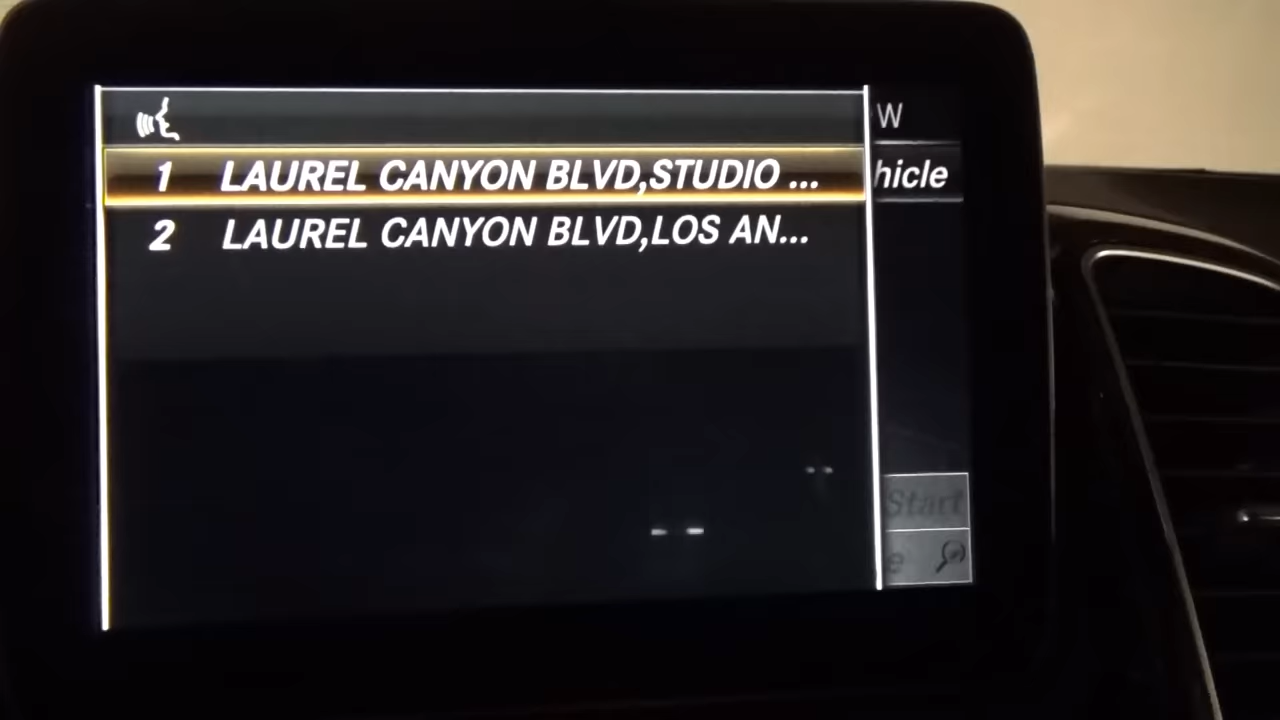 W
1 LAUREL CANYON BLVD,STUDIO ...
hicle
2 LAUREL CANYON BLVD,LOS AN...
Start
e